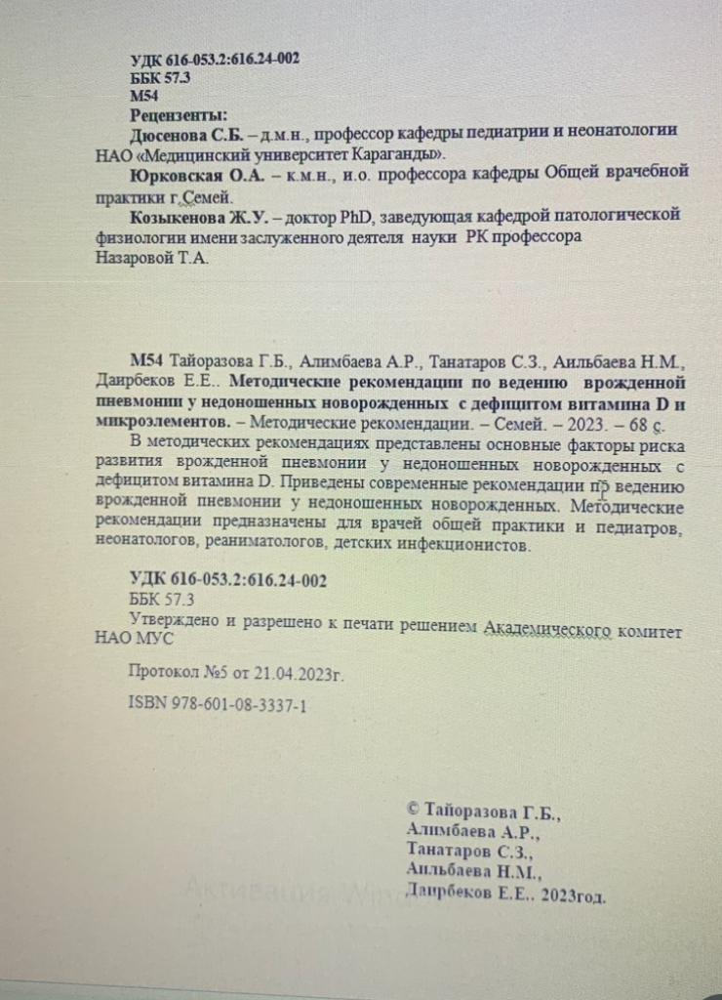 УДК 616-053.2:616.24-002
ББК 57.3
М54
Рецензенты:
Дюсенова С.Б. – д.м.н., профессор кафедры педиатрии и неонатологии
НАО «Медицинский университет Караганды».
Юрковская О.А. – к.м.н., и.о. профессора кафедры Общей врачебной
практики г.Семей.
Козыкенова Ж.У. – доктор PhD, заведующая кафедрой патологической
физиологии имени заслуженного деятеля науки РК профессора
Назаровой Т.А.
М54 Тайоразова Г.Б., Алимбаева А.Р., Танатаров С.З., Аильбаева Н.М.,
Даирбеков Е.Е.. Методические рекомендации по ведению врожденной
пневмонии у недоношенных новорожденных с дефицитом витамина D и
микроэлементов. – Методические рекомендации. – Семей. – 2023. – 68 с.
В методических рекомендациях представлены основные факторы риска
развития врожденной пневмонии у недоношенных новорожденных с
дефицитом витамина D. Приведены современные рекомендации по ведению
врожденной пневмонии у недоношенных новорожденных. Методические
рекомендации предназначены для врачей общей практики и педиатров,
неонатологов, реаниматологов, детских инфекционистов.
УДК 616-053.2:616.24-002
ББК 57.3
Утверждено и разрешено к печати решением Академического комитет
НАО МУС
Протокол №5 от 21.04.2023г.
ISBN 978-601-08-3337-1
© Тайоразова Г.Б.,
Алимбаева А.Р.,
Танатаров С.З.,
Аильбаева Н.М.,
Даирбеков Е.Е.. 2023год.
Активация Win